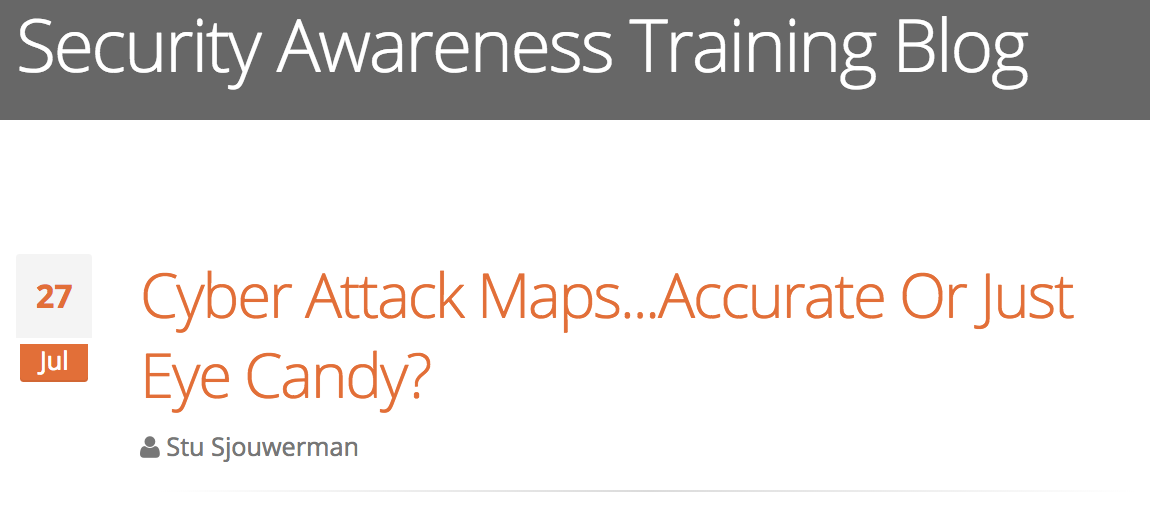 Security Awareness Training Blog
27
Jul
Cyber Attack Maps...Accurate Or Just
Eye Candy?
Stu Sjouwerman